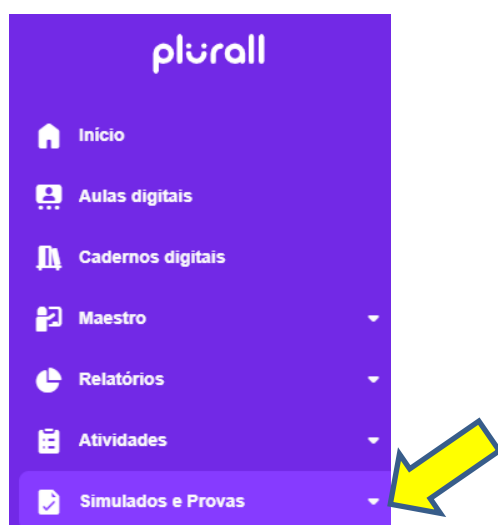 plurall
Início
Aulas digitais
Cadernos digitais
Maestro
Relatórios
Atividades
Simulados e Provas